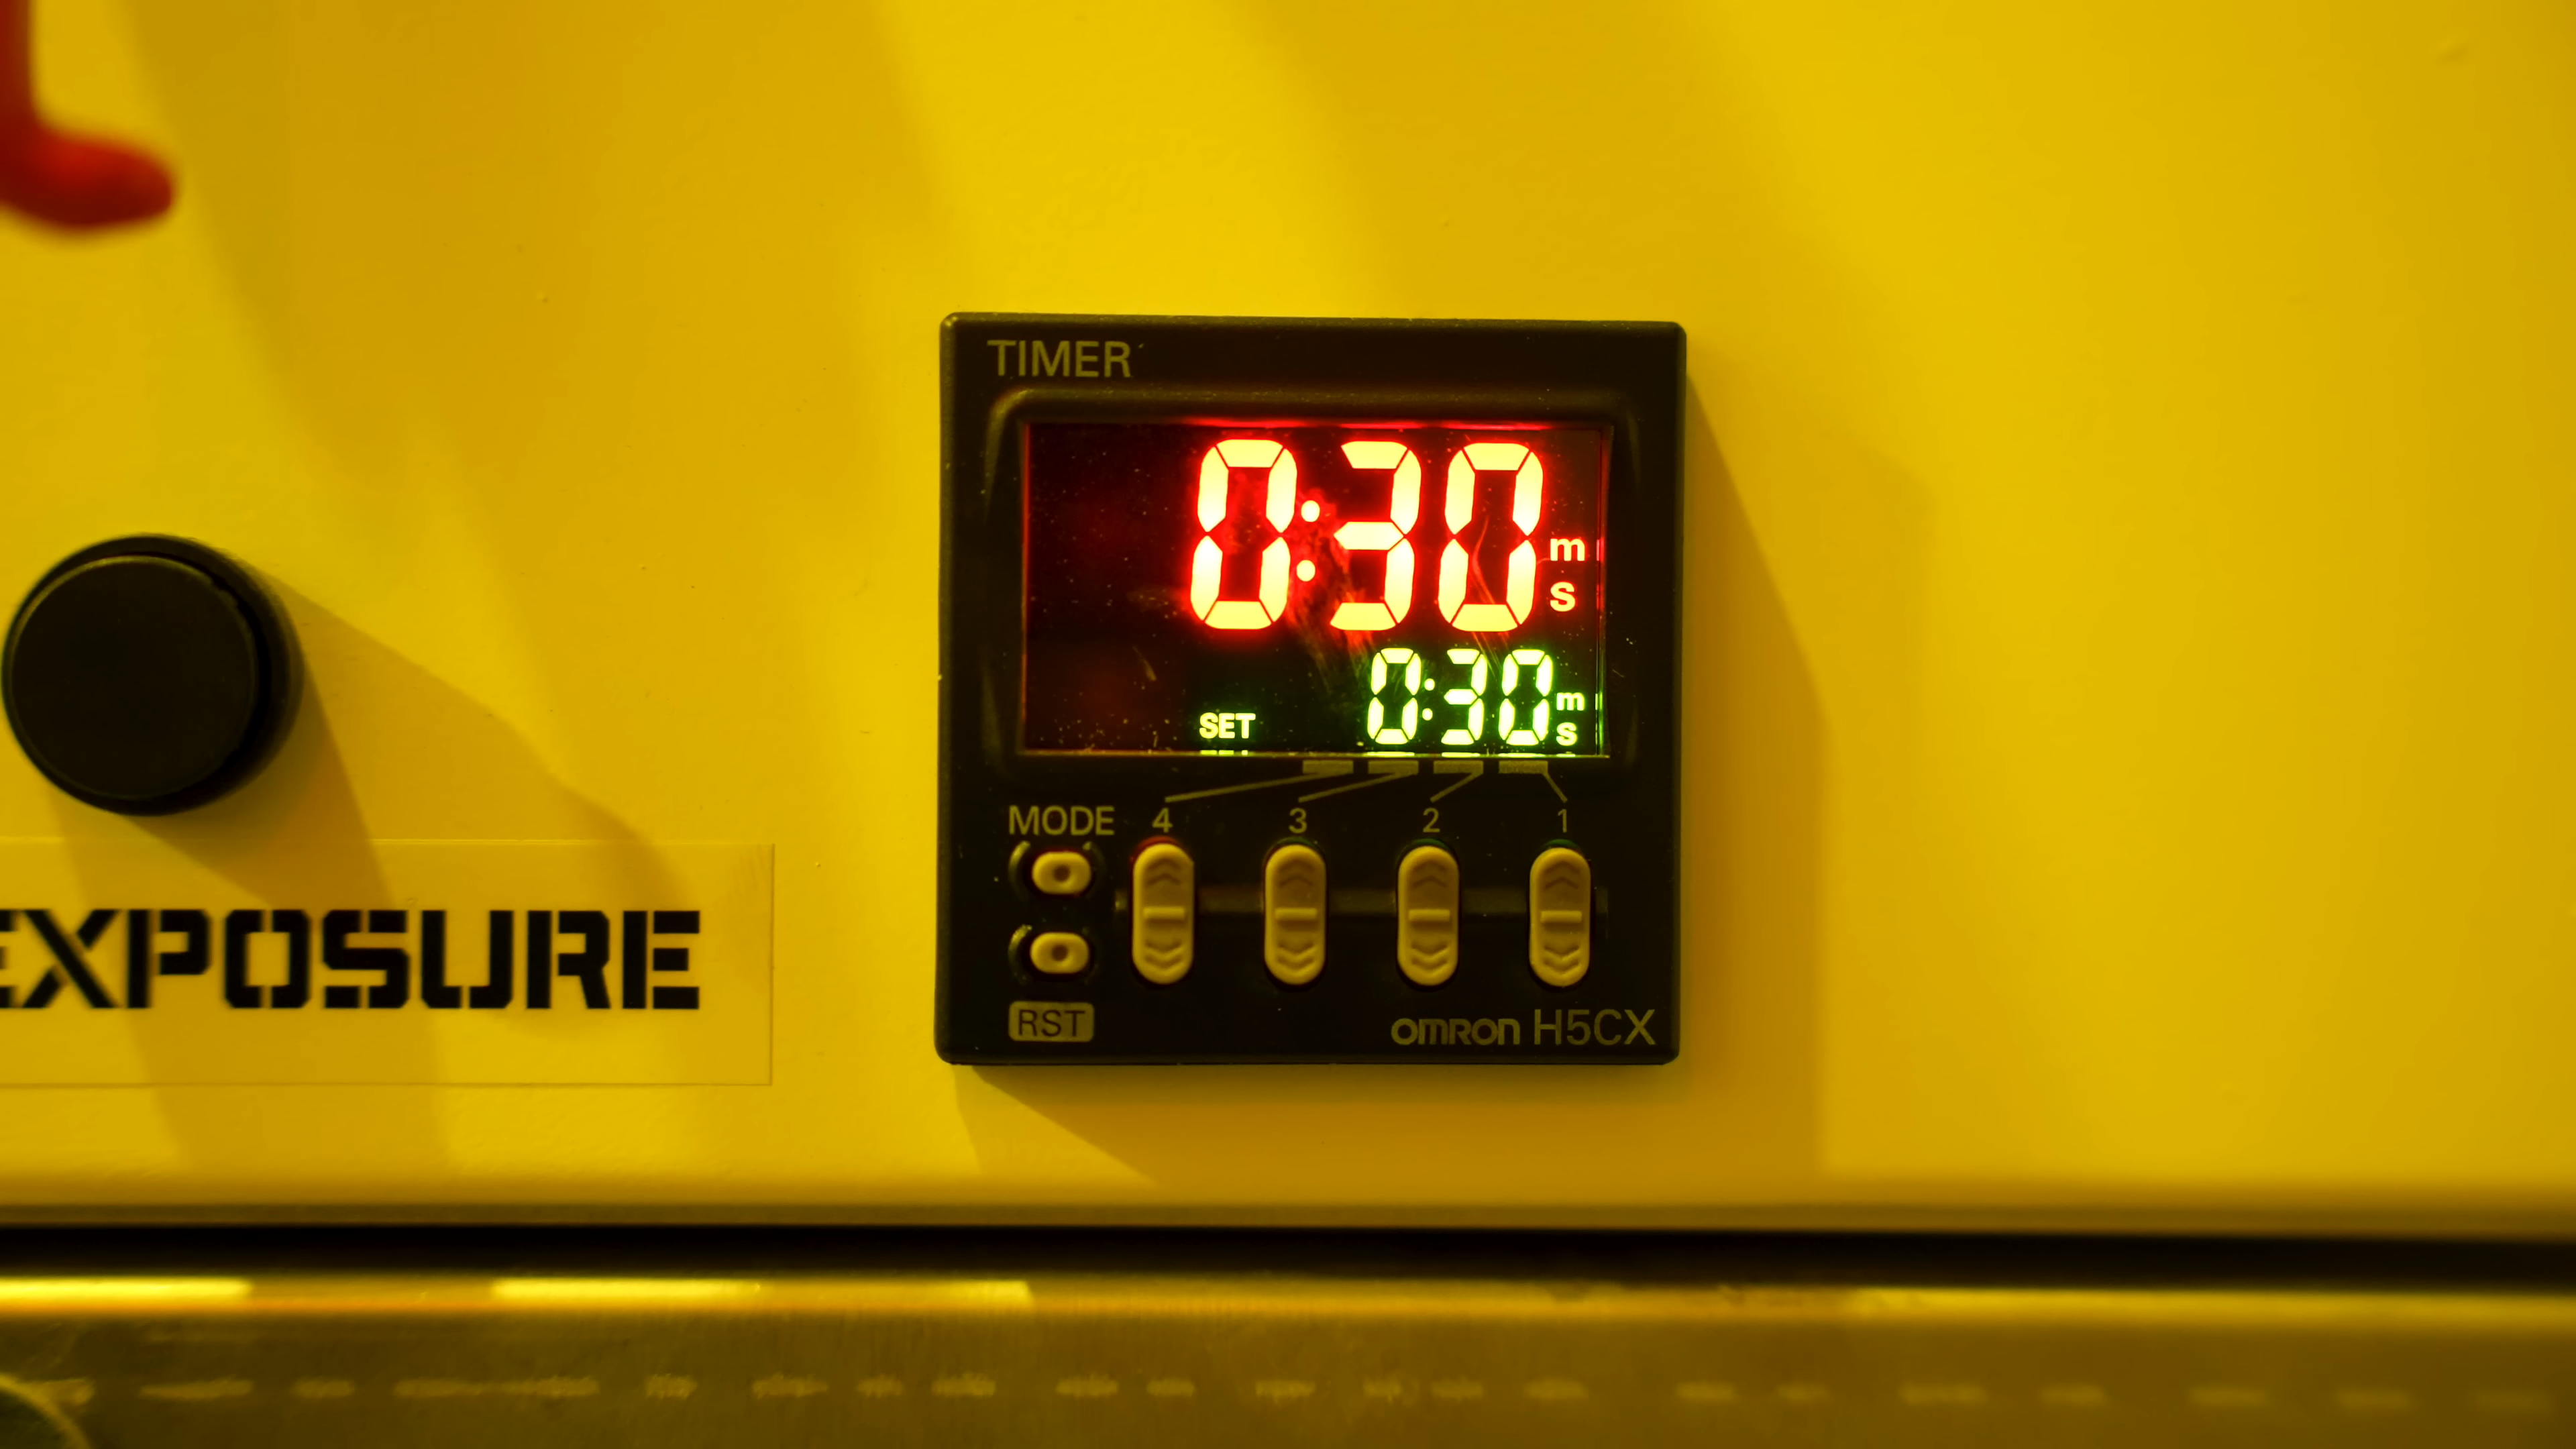 TIMER
0:30 m s
SET 0:30 m s
MODE 4 3 2 1
RST
omron H5CX
EXPOSURE